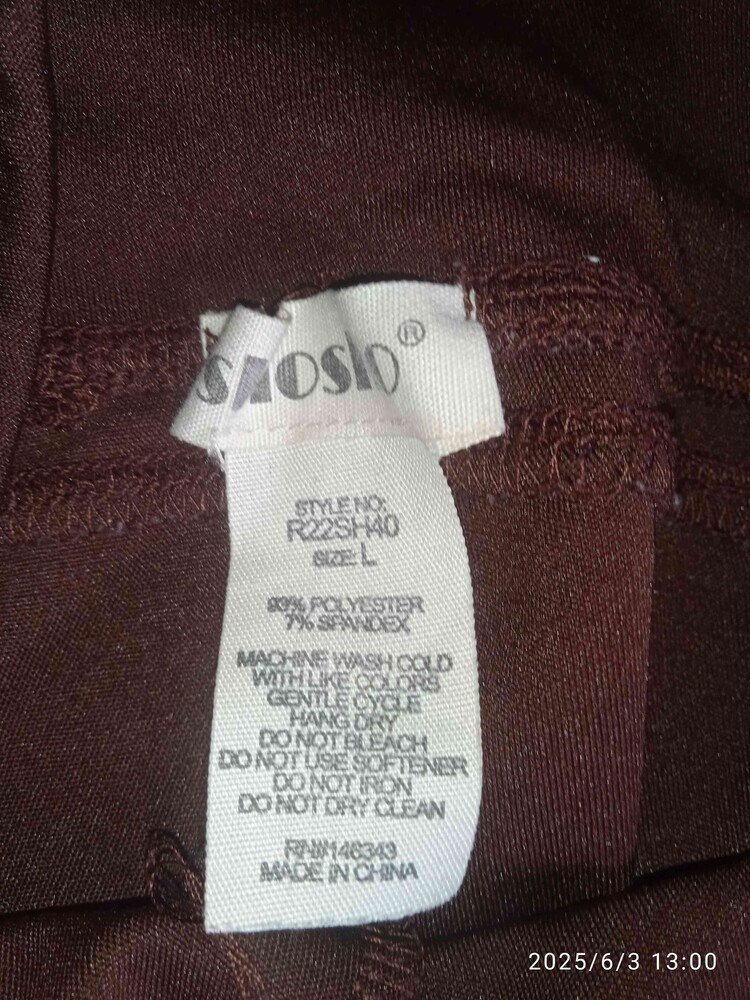 STYLE NO:
R22SH40
SIZE: L
93% POLYESTER
7% SPANDEX
MACHINE WASH COLD
WITH LIKE COLORS
GENTLE CYCLE
HANG DRY
DO NOT BLEACH
DO NOT USE SOFTENER
DO NOT IRON
DO NOT DRY CLEAN
RN#146343
MADE IN CHINA
2025/6/3 13:00